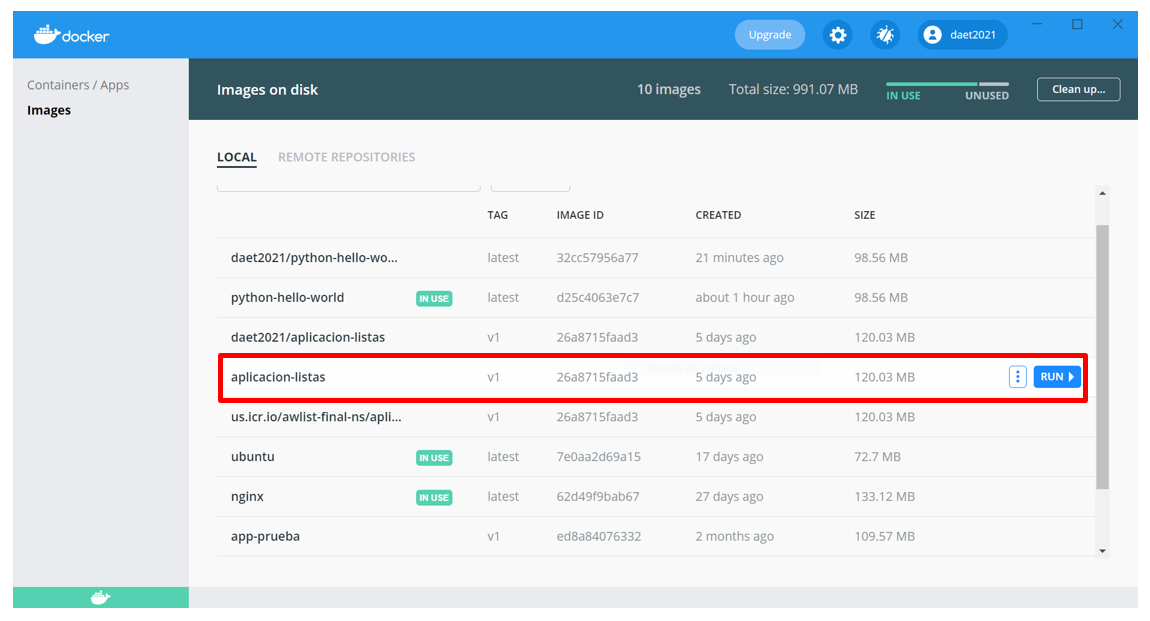 docker
Upgrade
daet2021
Containers / Apps
Images
Images on disk
10 images
Total size: 991.07 MB
IN USE
UNUSED
Clean up...
LOCAL
REMOTE REPOSITORIES
TAG IMAGE ID CREATED SIZE
daet2021/python-hello-wo... latest 32cc57956a77 21 minutes ago 98.56 MB
python-hello-world IN USE latest d25c4063e7c7 about 1 hour ago 98.56 MB
daet2021/aplicacion-listas v1 26a8715faad3 5 days ago 120.03 MB
aplicacion-listas v1 26a8715faad3 5 days ago 120.03 MB RUN
us.icr.io/awlist-final-ns/apli... v1 26a8715faad3 5 days ago 120.03 MB
ubuntu IN USE latest 7e0aa2d69a15 17 days ago 72.7 MB
nginx IN USE latest 62d49f9bab67 27 days ago 133.12 MB
app-prueba v1 ed8a84076332 2 months ago 109.57 MB